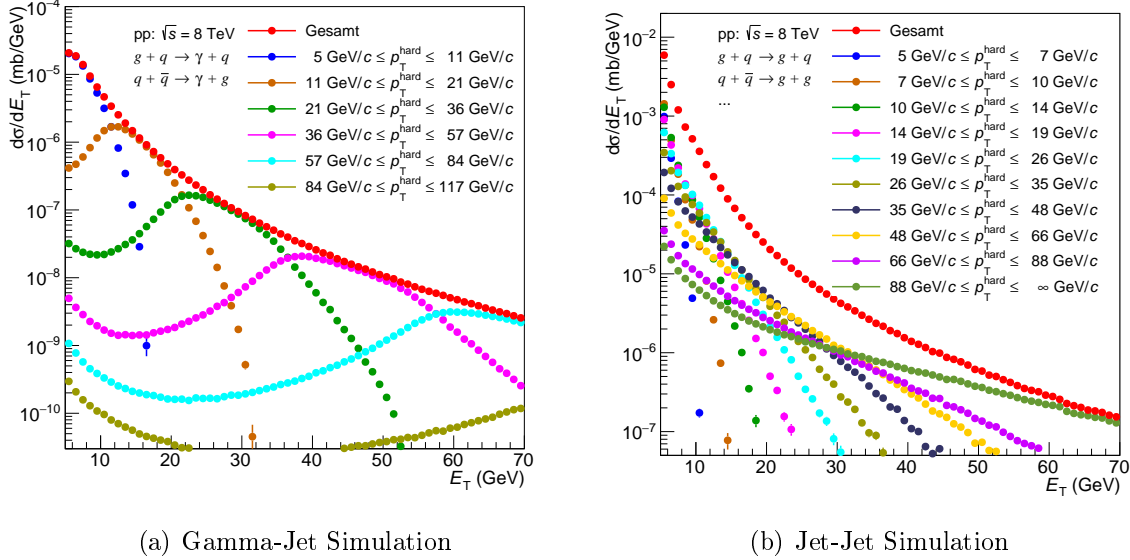 dσ/dE_T (mb/GeV)
10⁻⁴
10⁻⁵
10⁻⁶
10⁻⁷
10⁻⁸
10⁻⁹
10⁻¹⁰
pp: √s = 8 TeV
g + q → γ + q
q + q̅ → γ + g
Gesamt
5 GeV/c ≤ p_T^hard ≤ 11 GeV/c
11 GeV/c ≤ p_T^hard ≤ 21 GeV/c
21 GeV/c ≤ p_T^hard ≤ 36 GeV/c
36 GeV/c ≤ p_T^hard ≤ 57 GeV/c
57 GeV/c ≤ p_T^hard ≤ 84 GeV/c
84 GeV/c ≤ p_T^hard ≤ 117 GeV/c
10 20 30 40 50 60 70
E_T (GeV)
(a) Gamma-Jet Simulation
dσ/dE_T (mb/GeV)
10⁻²
10⁻³
10⁻⁴
10⁻⁵
10⁻⁶
10⁻⁷
pp: √s = 8 TeV
g + q → g + q
q + q̅ → g + g
...
Gesamt
5 GeV/c ≤ p_T^hard ≤ 7 GeV/c
7 GeV/c ≤ p_T^hard ≤ 10 GeV/c
10 GeV/c ≤ p_T^hard ≤ 14 GeV/c
14 GeV/c ≤ p_T^hard ≤ 19 GeV/c
19 GeV/c ≤ p_T^hard ≤ 26 GeV/c
26 GeV/c ≤ p_T^hard ≤ 35 GeV/c
35 GeV/c ≤ p_T^hard ≤ 48 GeV/c
48 GeV/c ≤ p_T^hard ≤ 66 GeV/c
66 GeV/c ≤ p_T^hard ≤ 88 GeV/c
88 GeV/c ≤ p_T^hard ≤ ∞ GeV/c
10 20 30 40 50 60 70
E_T (GeV)
(b) Jet-Jet Simulation